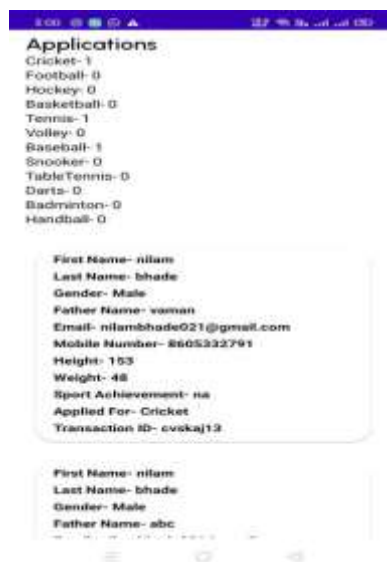 8:00
Applications
Cricket- 1
Football- 0
Hockey- 0
Basketball- 0
Tennis- 1
Volley- 0
Baseball- 1
Snooker- 0
TableTennis- 0
Darts- 0
Badminton- 0
Handball- 0
First Name- nilam
Last Name- bhade
Gender- Male
Father Name- vaman
Email- nilambhade021@gmail.com
Mobile Number- 8605332791
Height- 153
Weight- 48
Sport Achievement- na
Applied For- Cricket
Transaction ID- cvskaj13
First Name- nilam
Last Name- bhade
Gender- Male
Father Name- abc